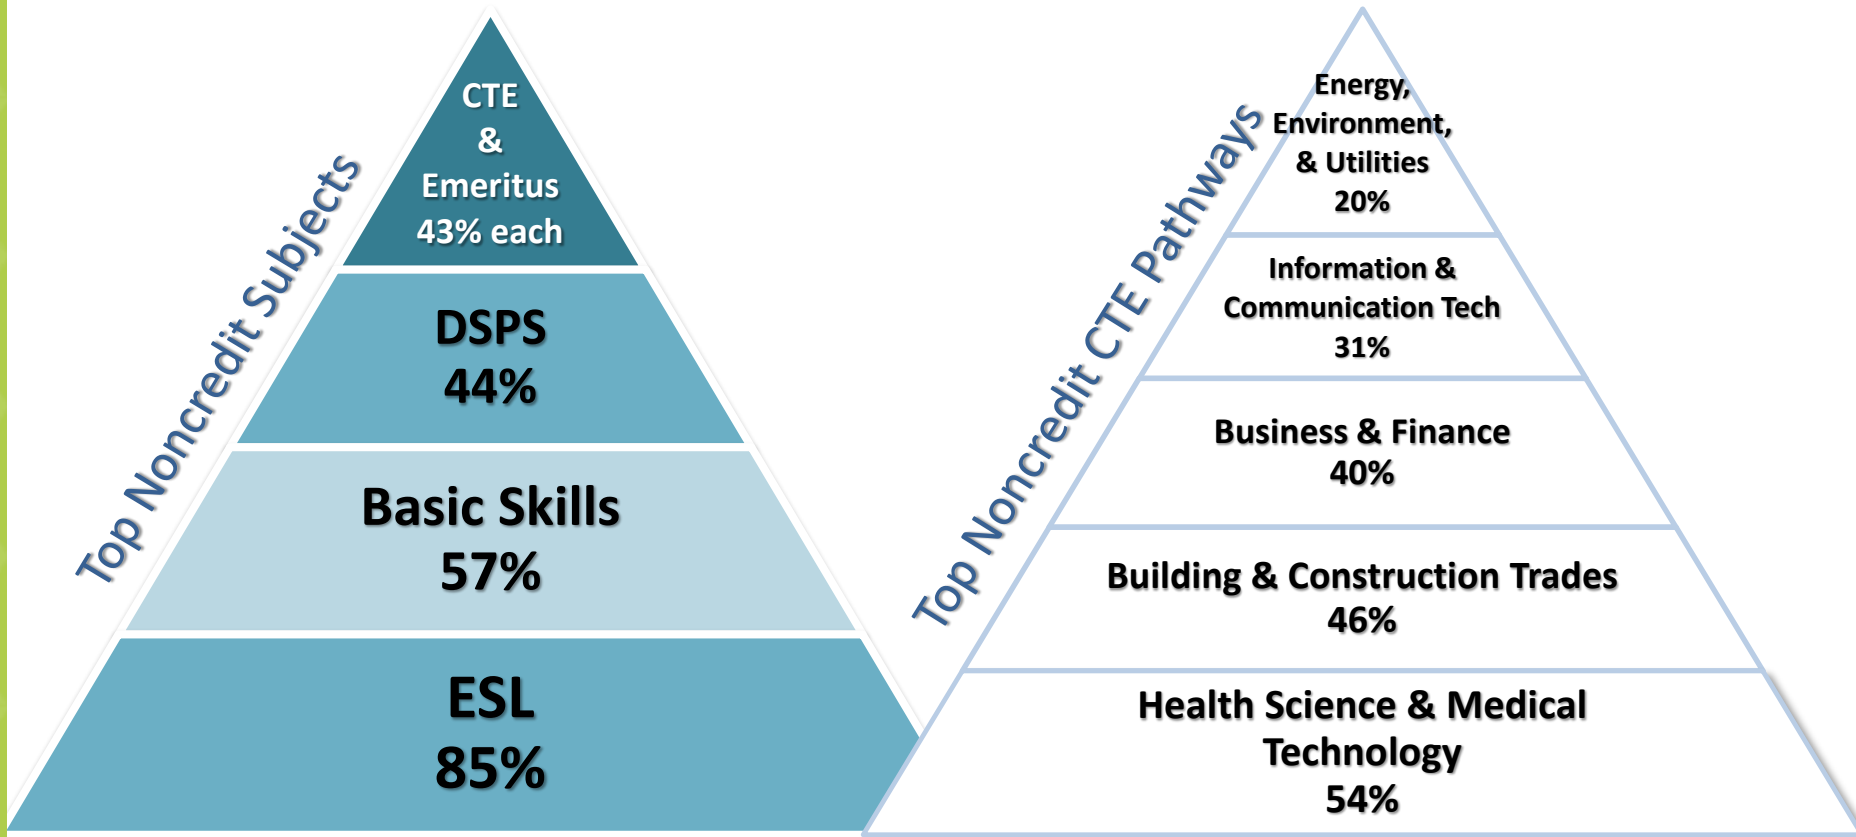 Top Noncredit Subjects
CTE
&
Emeritus
43% each
DSPS
44%
Basic Skills
57%
ESL
85%
Top Noncredit CTE Pathways
Energy,
Environment,
& Utilities
20%
Information &
Communication Tech
31%
Business & Finance
40%
Building & Construction Trades
46%
Health Science & Medical
Technology
54%